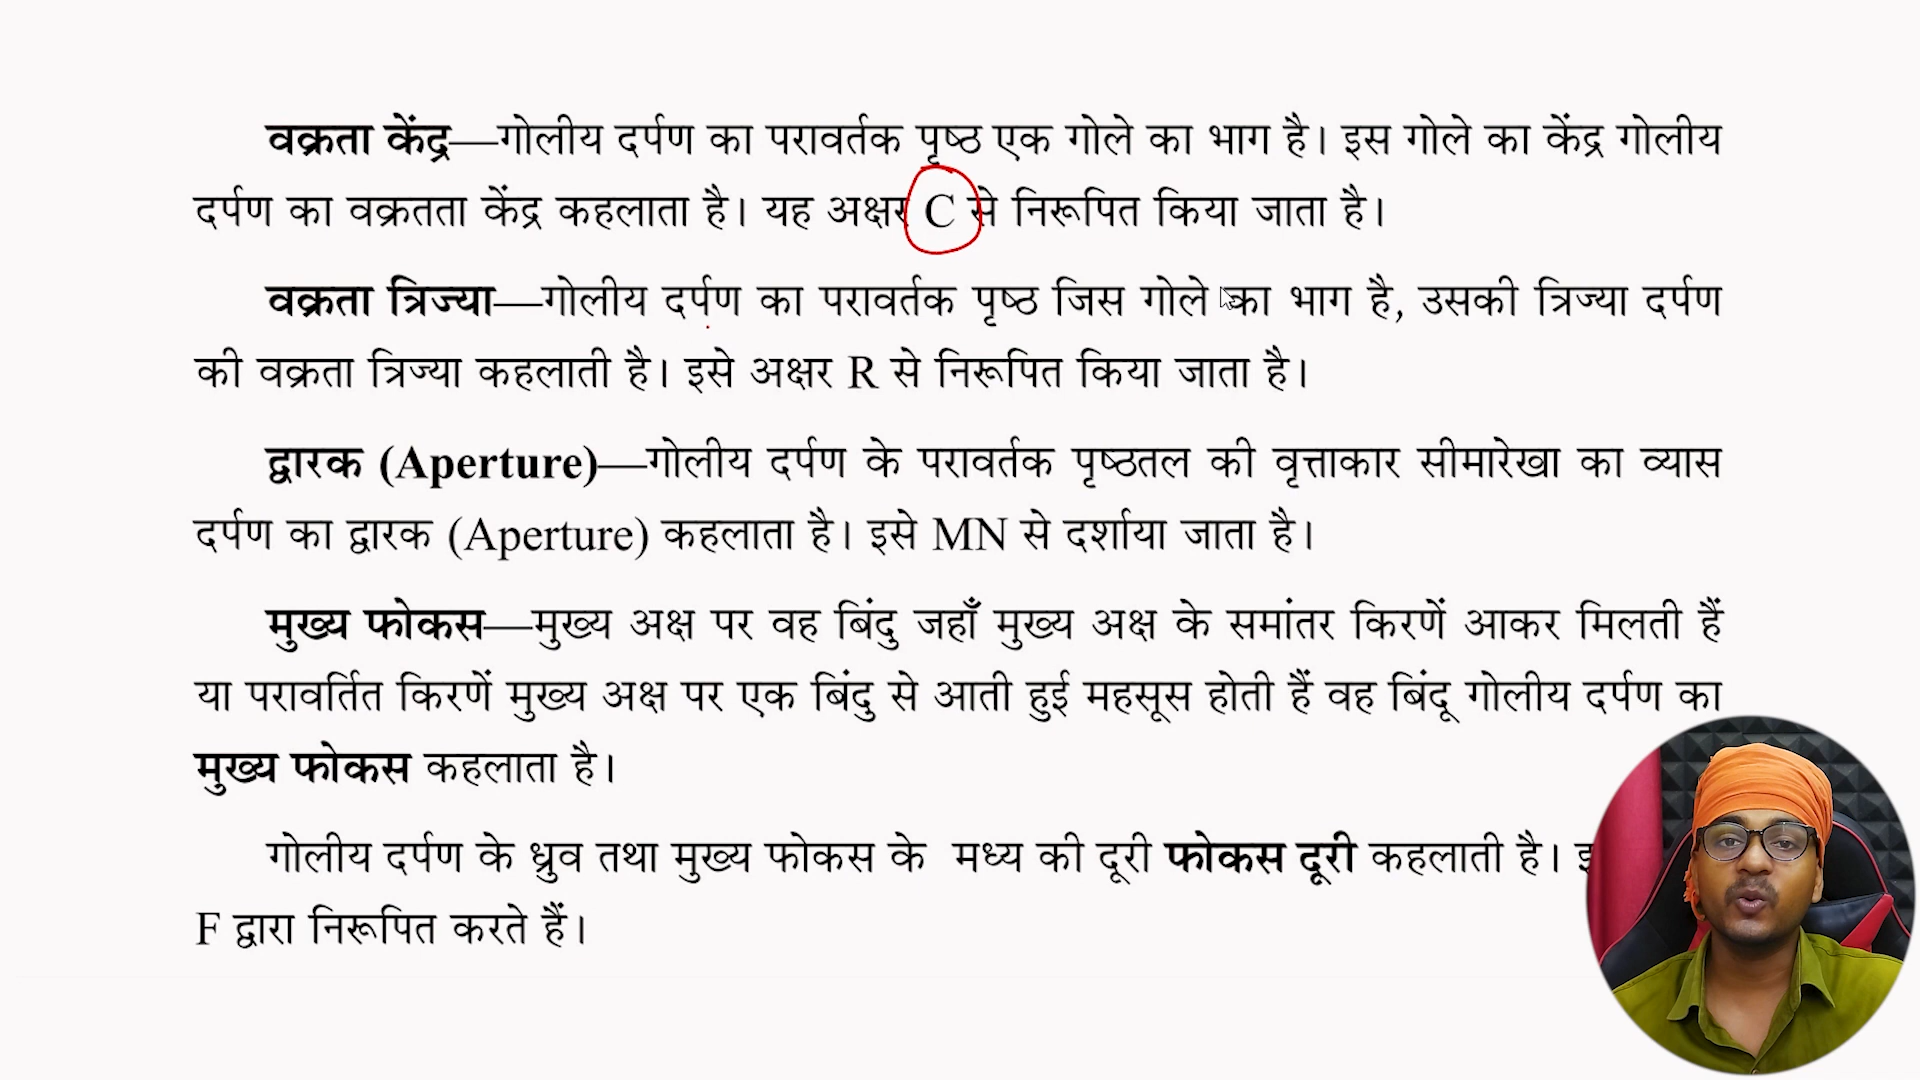 वक्रता केंद्र—गोलीय दर्पण का परावर्तक पृष्ठ एक गोले का भाग है। इस गोले का केंद्र गोलीय
दर्पण का वक्रतता केंद्र कहलाता है। यह अक्षर C से निरूपित किया जाता है।
वक्रता त्रिज्या—गोलीय दर्पण का परावर्तक पृष्ठ जिस गोले का भाग है, उसकी त्रिज्या दर्पण
की वक्रता त्रिज्या कहलाती है। इसे अक्षर R से निरूपित किया जाता है।
द्वारक (Aperture)—गोलीय दर्पण के परावर्तक पृष्ठतल की वृत्ताकार सीमारेखा का व्यास
दर्पण का द्वारक (Aperture) कहलाता है। इसे MN से दर्शाया जाता है।
मुख्य फोकस—मुख्य अक्ष पर वह बिंदु जहाँ मुख्य अक्ष के समांतर किरणें आकर मिलती हैं
या परावर्तित किरणें मुख्य अक्ष पर एक बिंदु से आती हुई महसूस होती हैं वह बिंदू गोलीय दर्पण का
मुख्य फोकस कहलाता है।
गोलीय दर्पण के ध्रुव तथा मुख्य फोकस के मध्य की दूरी फोकस दूरी कहलाती है।
F द्वारा निरूपित करते हैं।